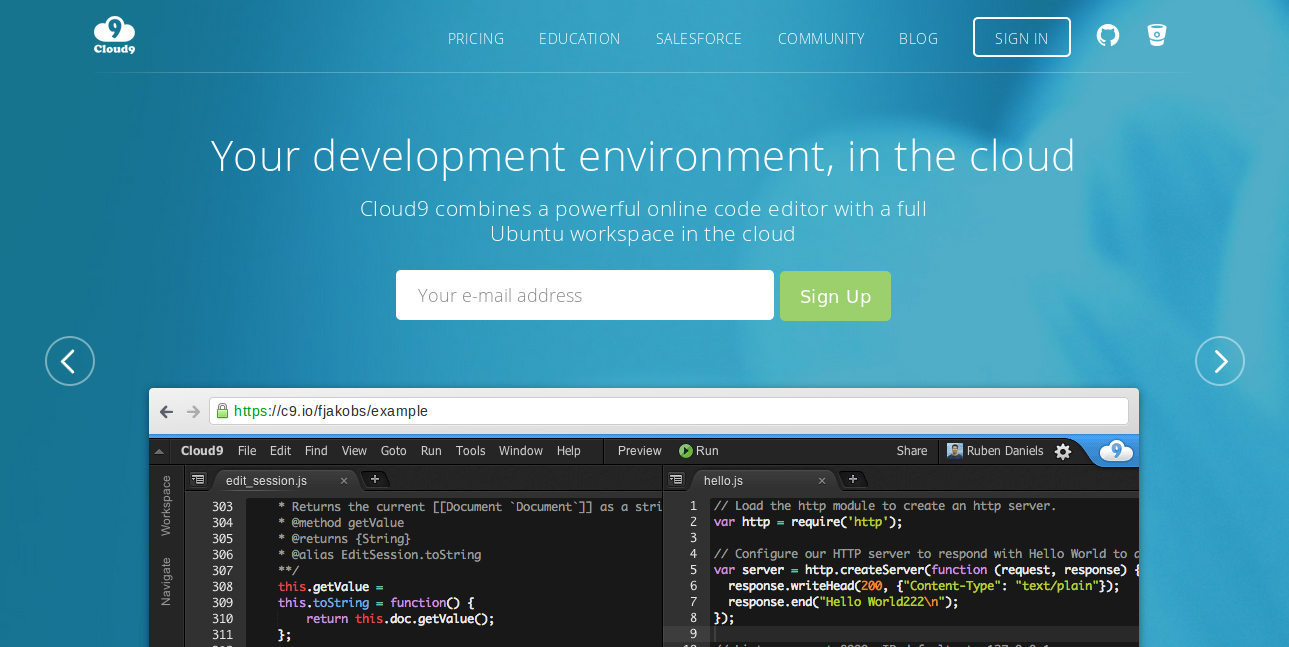 9
Cloud9
PRICING EDUCATION SALESFORCE COMMUNITY BLOG SIGN IN
Your development environment, in the cloud
Cloud9 combines a powerful online code editor with a full
Ubuntu workspace in the cloud
Your e-mail address Sign Up
https://c9.io/fjakobs/example
Cloud9 File Edit Find View Goto Run Tools Window Help Preview Run Share Ruben Daniels 9
Workspace
Navigate
edit_session.js × +
303 * Returns the current [[Document `Document`]] as a stri
304 * @method getValue
305 * @returns {String}
306 * @alias EditSession.toString
307 **/
308 this.getValue =
309 this.toString = function() {
310 return this.doc.getValue();
311 };
hello.js × +
1 // Load the http module to create an http server.
2 var http = require('http');
3
4 // Configure our HTTP server to respond with Hello World to a
5 var server = http.createServer(function (request, response) {
6 response.writeHead(200, {"Content-Type": "text/plain"});
7 response.end("Hello World222\n");
8 });
9